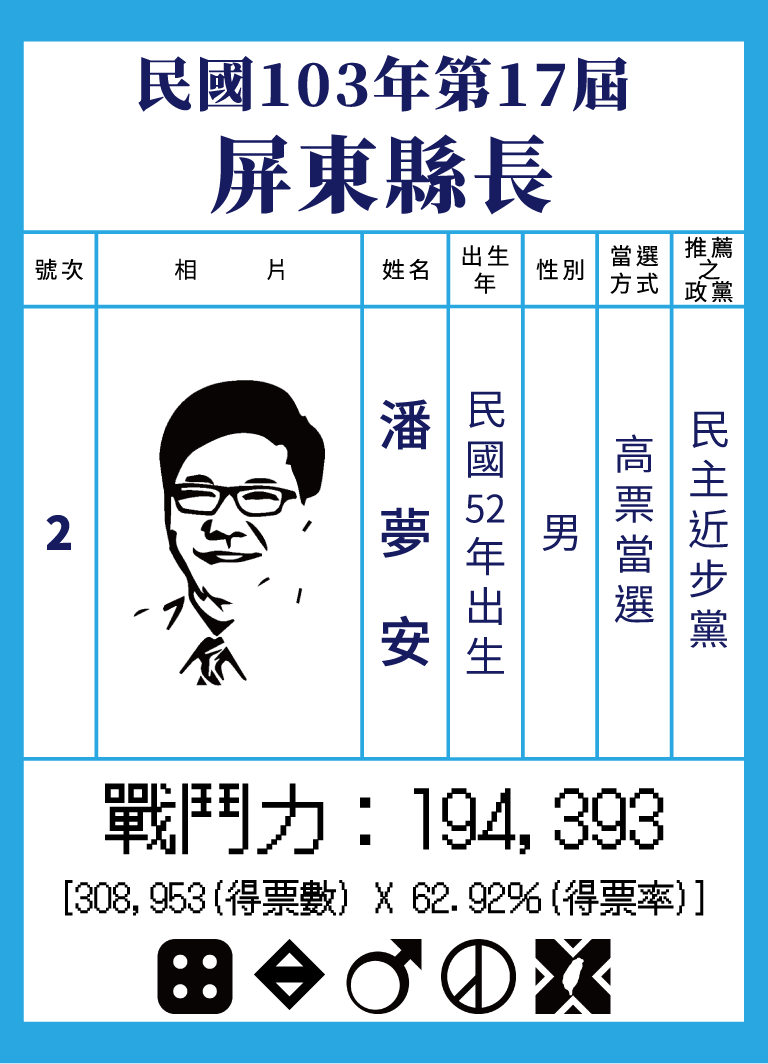 民國103年第17屆
屏東縣長
號次
相 片
姓名
出生
年
性別
當選
方式
推薦
之
政黨
2
潘夢安
民國52年出生
男
高票當選
民主近步黨
戰鬥力：194,393
[308,953(得票數) X 62.92%(得票率)]